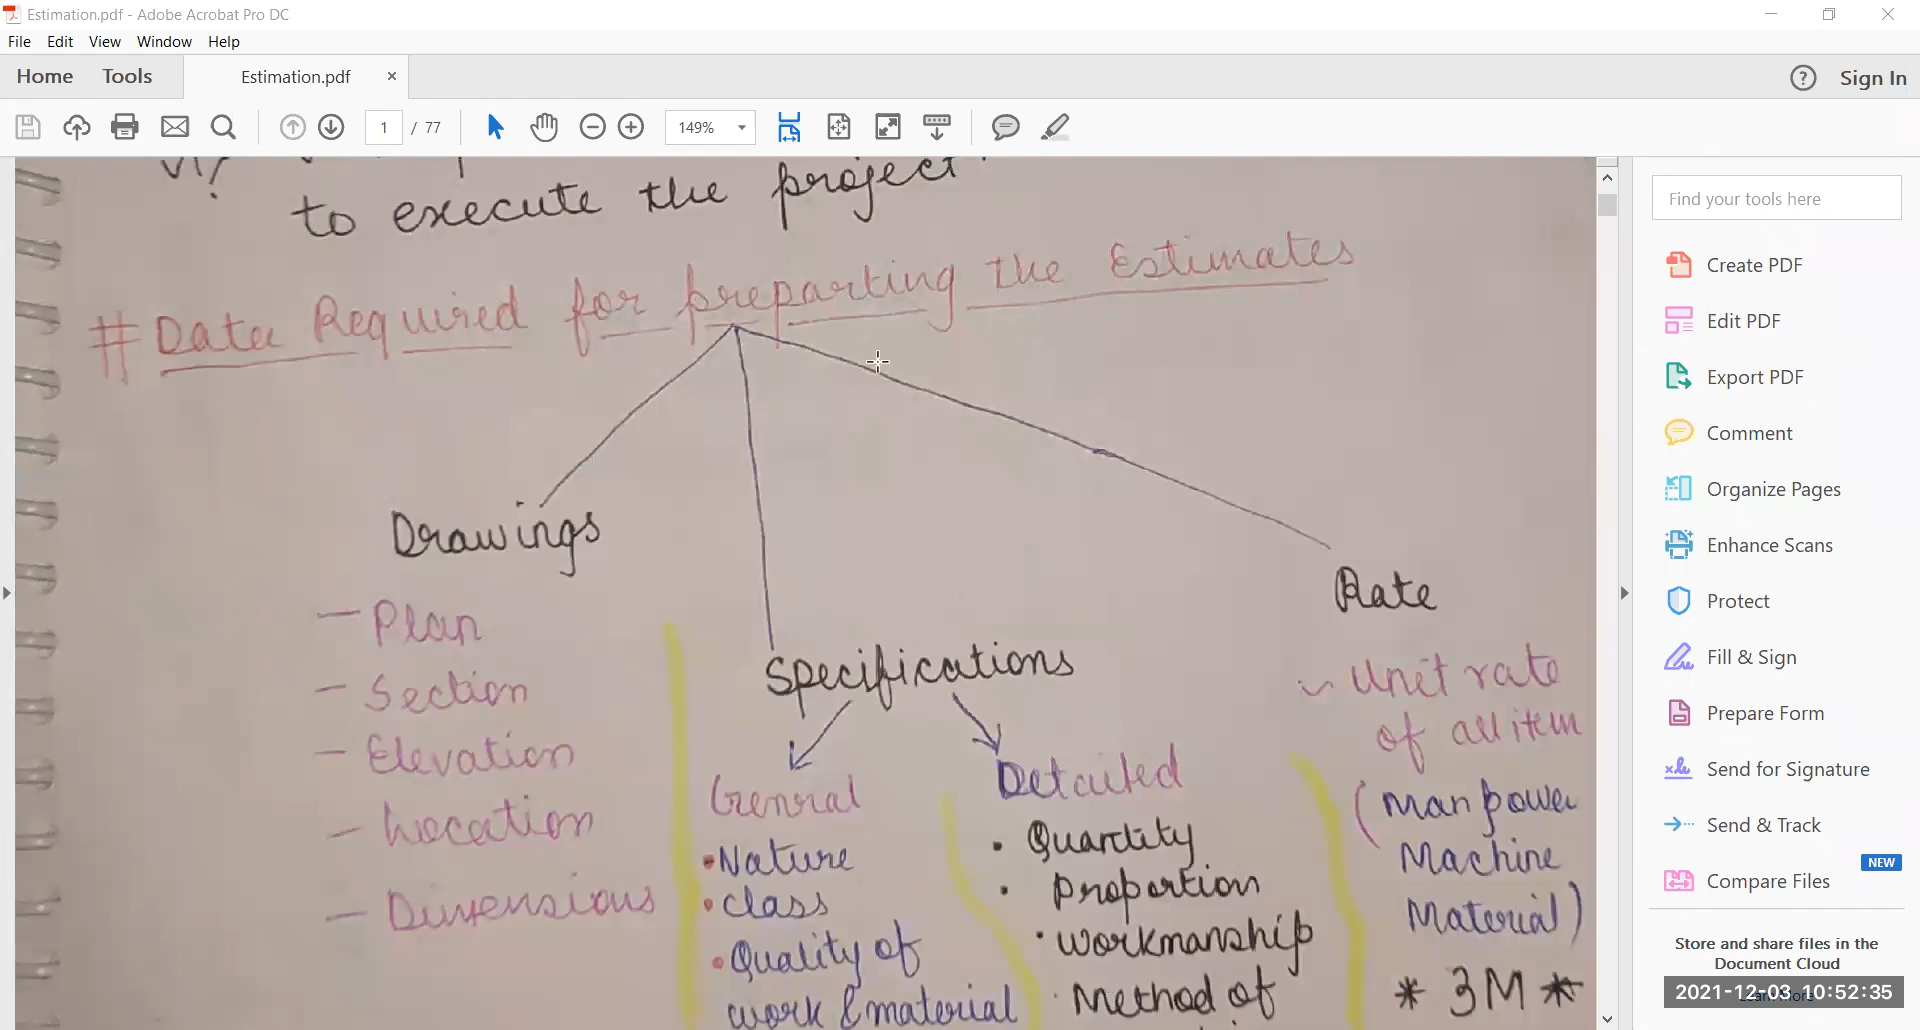 Estimation.pdf - Adobe Acrobat Pro DC
File Edit View Window Help
Home Tools Estimation.pdf × Sign In
1 / 77 149%
to execute the project
# Data Required for preparting the Estimates
Drawings
- Plan
- Section
- Elevation
- Location
- Dimensions
Specifications
Genral
• Nature
• class
• Quality of
work & material
Detailed
• Quantity
• Proportion
• workmanship
• Method of
Rate
Unit rate
of all item
(Man power
Machine
Material)
* 3M *
Find your tools here
Create PDF
Edit PDF
Export PDF
Comment
Organize Pages
Enhance Scans
Protect
Fill & Sign
Prepare Form
Send for Signature
Send & Track
NEW
Compare Files
Store and share files in the
Document Cloud
2021-12-03 10:52:35